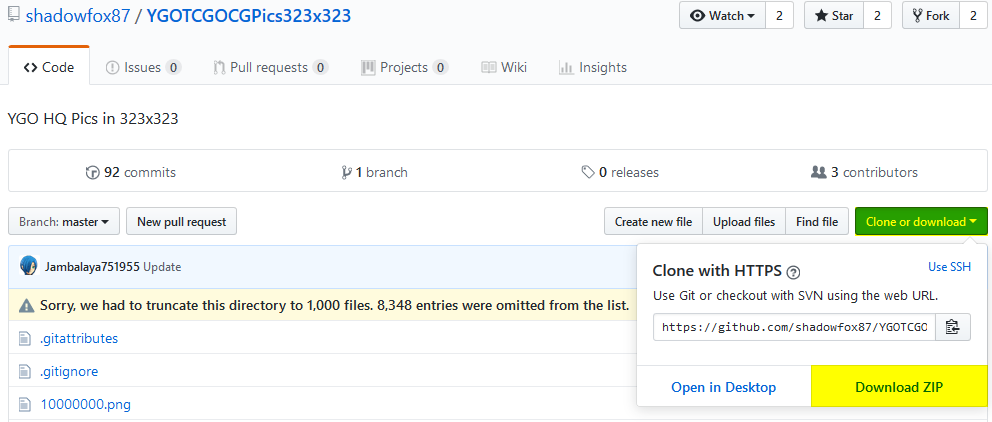 shadowfox87 / YGOTCGOCGPics323x323
Watch 2 Star 2 Fork 2
Code Issues 0 Pull requests 0 Projects 0 Wiki Insights
YGO HQ Pics in 323x323
92 commits 1 branch 0 releases 3 contributors
Branch: master New pull request Create new file Upload files Find file Clone or download
Jambalaya751955 Update
Sorry, we had to truncate this directory to 1,000 files. 8,348 entries were omitted from the list.
.gitattributes
.gitignore
10000000.png
Clone with HTTPS ? Use SSH
Use Git or checkout with SVN using the web URL.
https://github.com/shadowfox87/YGOTCGO
Open in Desktop Download ZIP